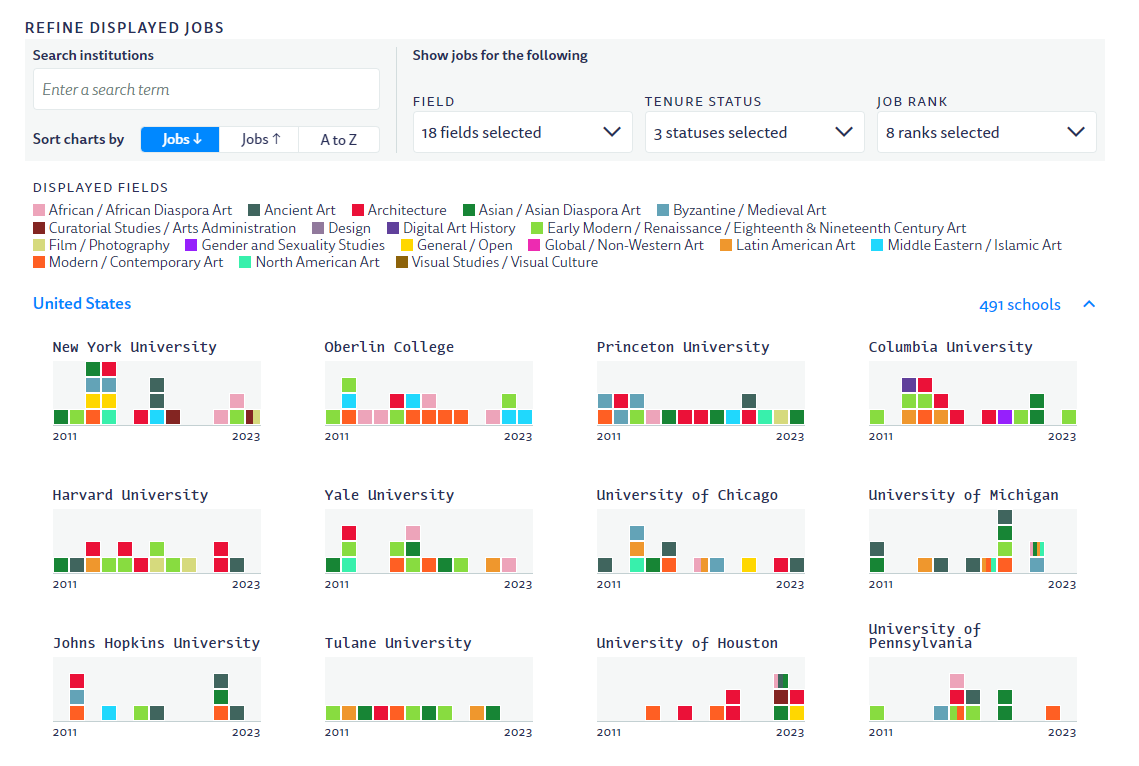 REFINE DISPLAYED JOBS
Search institutions
Show jobs for the following
Enter a search term
FIELD
TENURE STATUS
JOB RANK
18 fields selected
3 statuses selected
8 ranks selected
Sort charts by
Jobs ↓
Jobs ↑
A to Z
DISPLAYED FIELDS
African / African Diaspora Art
Ancient Art
Architecture
Asian / Asian Diaspora Art
Byzantine / Medieval Art
Curatorial Studies / Arts Administration
Design
Digital Art History
Early Modern / Renaissance / Eighteenth & Nineteenth Century Art
Film / Photography
Gender and Sexuality Studies
General / Open
Global / Non-Western Art
Latin American Art
Middle Eastern / Islamic Art
Modern / Contemporary Art
North American Art
Visual Studies / Visual Culture
United States
491 schools
New York University
Oberlin College
Princeton University
Columbia University
2011 2023
2011 2023
2011 2023
2011 2023
Harvard University
Yale University
University of Chicago
University of Michigan
2011 2023
2011 2023
2011 2023
2011 2023
Johns Hopkins University
Tulane University
University of Houston
University of
Pennsylvania
2011 2023
2011 2023
2011 2023
2011 2023